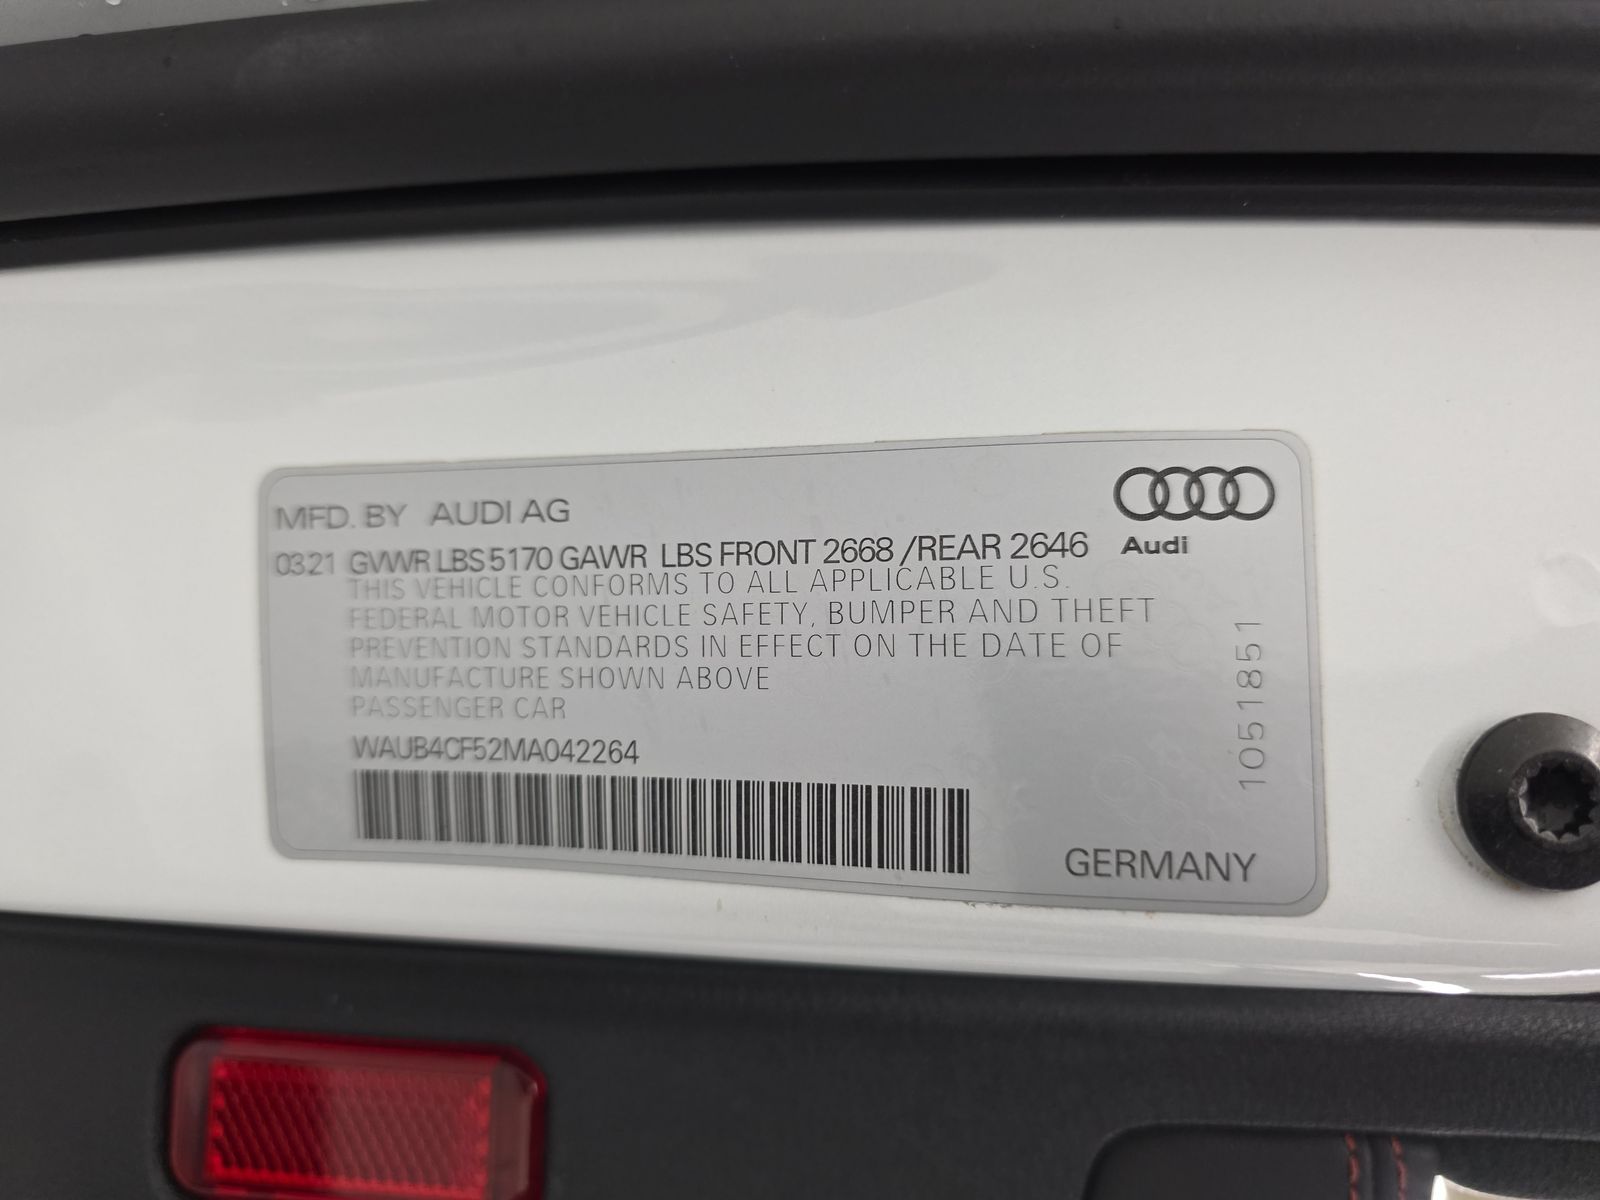 MFD. BY AUDI AG
0321 GVWR LBS 5170 GAWR LBS FRONT 2668 /REAR 2646
Audi
THIS VEHICLE CONFORMS TO ALL APPLICABLE U.S.
FEDERAL MOTOR VEHICLE SAFETY, BUMPER AND THEFT
PREVENTION STANDARDS IN EFFECT ON THE DATE OF
MANUFACTURE SHOWN ABOVE
PASSENGER CAR
WAUB4CF52MA042264
1051851
GERMANY